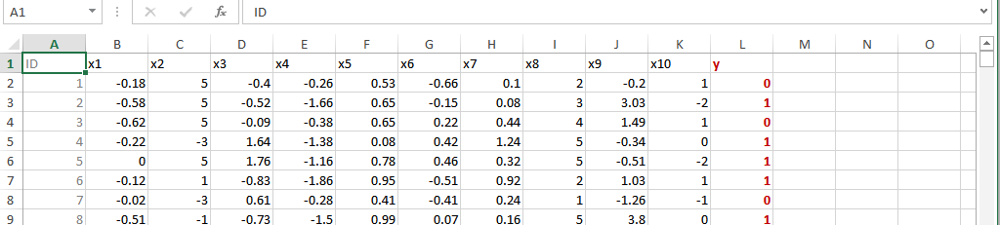 A1 fx ID
A B C D E F G H I J K L M N O
1 ID x1 x2 x3 x4 x5 x6 x7 x8 x9 x10 y
2 1 -0.18 5 -0.4 -0.26 0.53 -0.66 0.1 2 -0.2 1 0
3 2 -0.58 5 -0.52 -1.66 0.65 -0.15 0.08 3 3.03 -2 1
4 3 -0.62 5 -0.09 -0.38 0.65 0.22 0.44 4 1.49 1 0
5 4 -0.22 -3 1.64 -1.38 0.08 0.42 1.24 5 -0.34 0 1
6 5 0 5 1.76 -1.16 0.78 0.46 0.32 5 -0.51 -2 1
7 6 -0.12 1 -0.83 -1.86 0.95 -0.51 0.92 2 1.03 1 1
8 7 -0.02 -3 0.61 -0.28 0.41 -0.41 0.24 1 -1.26 -1 0
9 8 -0.51 -1 -0.73 -1.5 0.99 0.07 0.16 5 3.8 0 1